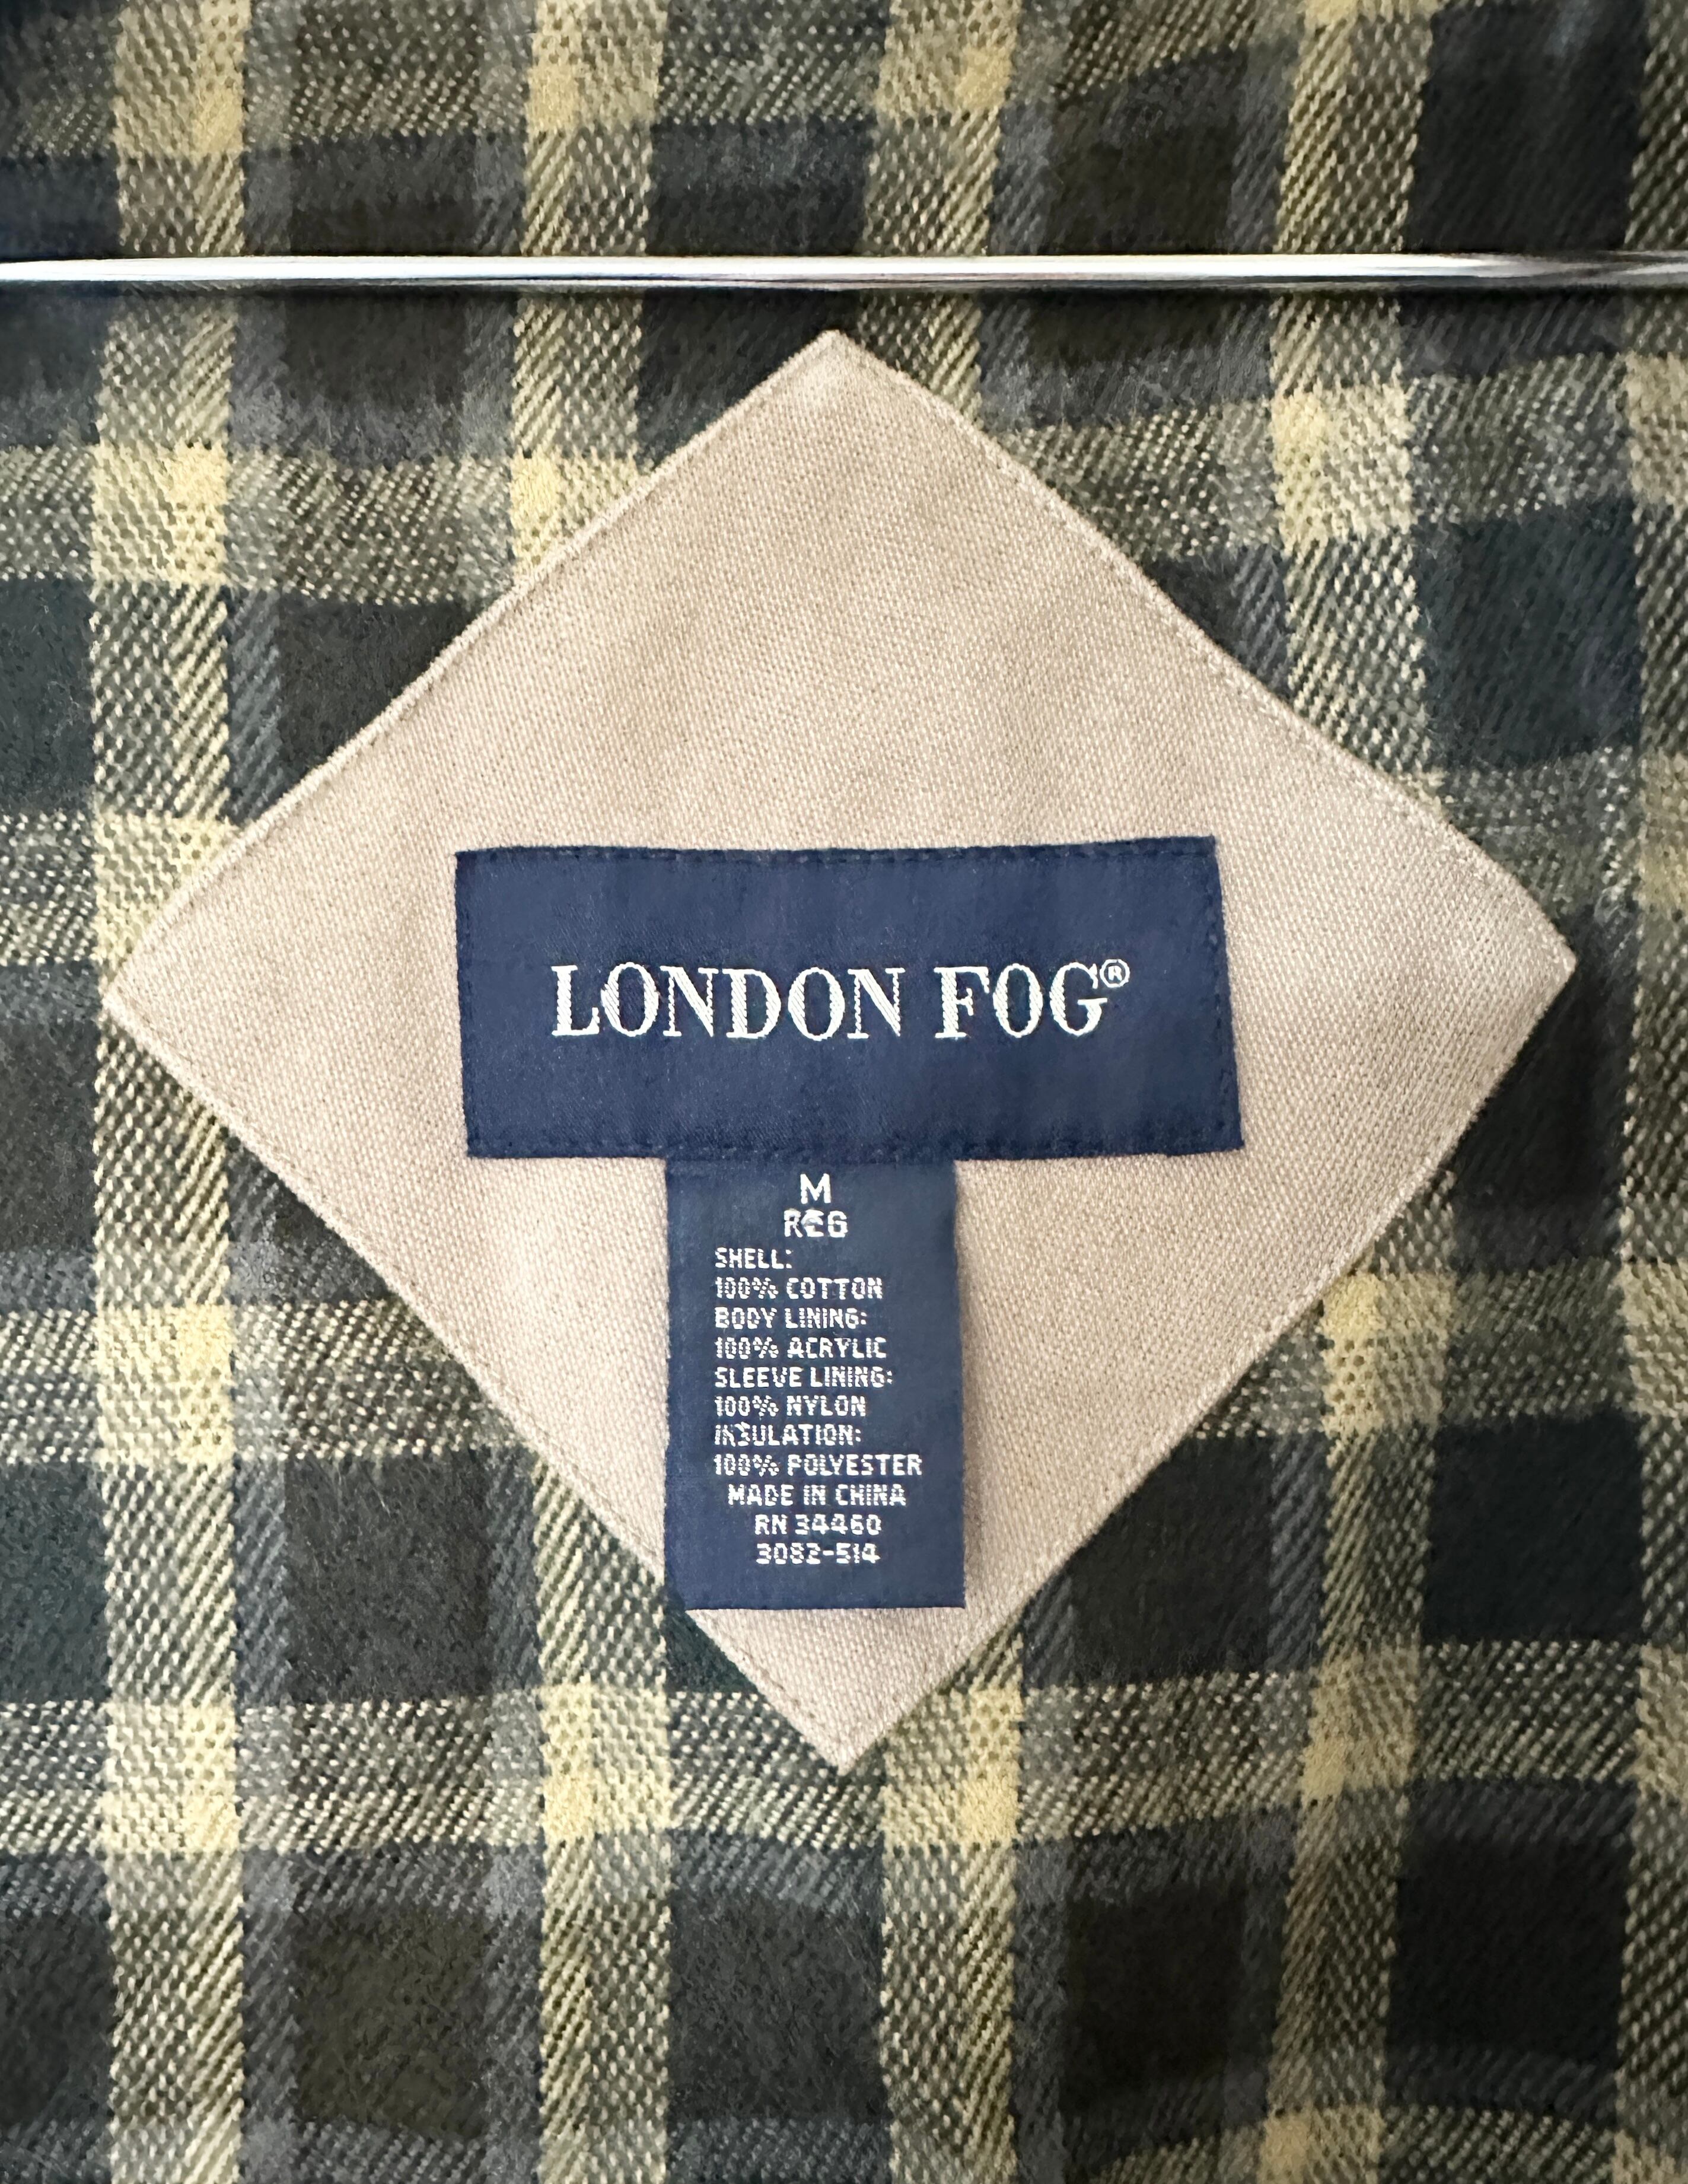 LONDON FOG®
M
REG
SHELL:
100% COTTON
BODY LINING:
100% ACRYLIC
SLEEVE LINING:
100% NYLON
INSULATION:
100% POLYESTER
MADE IN CHINA
RN 34460
3082-514